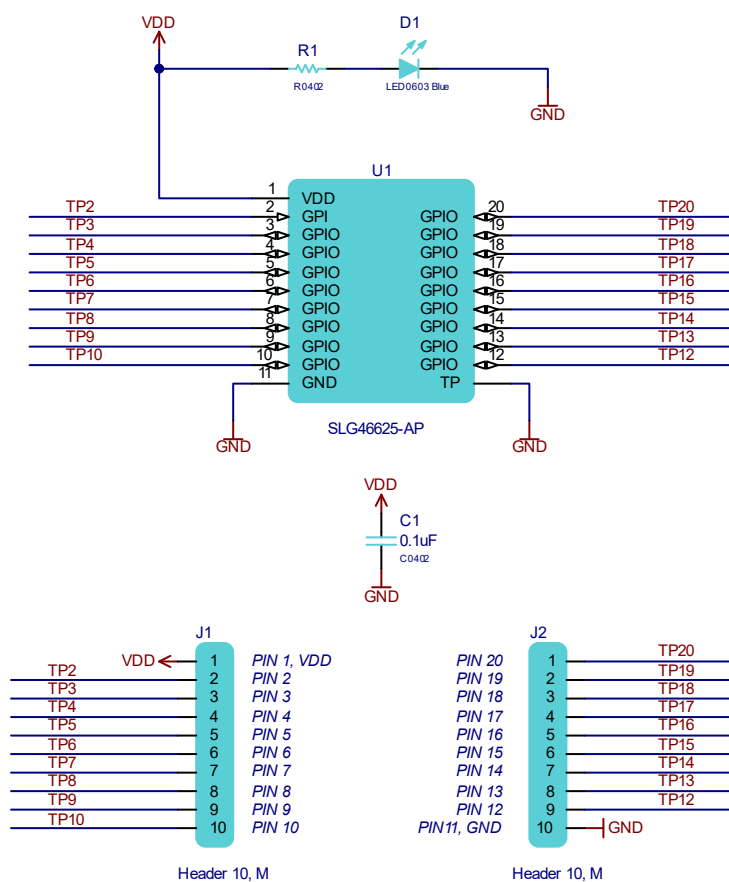 VDD
D1
R1
R0402
LED0603 Blue
GND
U1
1 VDD
TP2 2 GPI GPIO 20 TP20
TP3 3 GPIO GPIO 19 TP19
TP4 4 GPIO GPIO 18 TP18
TP5 5 GPIO GPIO 17 TP17
TP6 6 GPIO GPIO 16 TP16
TP7 7 GPIO GPIO 15 TP15
TP8 8 GPIO GPIO 14 TP14
TP9 9 GPIO GPIO 13 TP13
TP10 10 GPIO GPIO 12 TP12
11 GND TP
GND GND
SLG46625-AP
VDD
C1
0.1uF
C0402
GND
J1 J2
VDD 1 PIN 1, VDD PIN 20 1 TP20
TP2 2 PIN 2 PIN 19 2 TP19
TP3 3 PIN 3 PIN 18 3 TP18
TP4 4 PIN 4 PIN 17 4 TP17
TP5 5 PIN 5 PIN 16 5 TP16
TP6 6 PIN 6 PIN 15 6 TP15
TP7 7 PIN 7 PIN 14 7 TP14
TP8 8 PIN 8 PIN 13 8 TP13
TP9 9 PIN 9 PIN 12 9 TP12
TP10 10 PIN 10 PIN11, GND 10 GND
Header 10, M Header 10, M